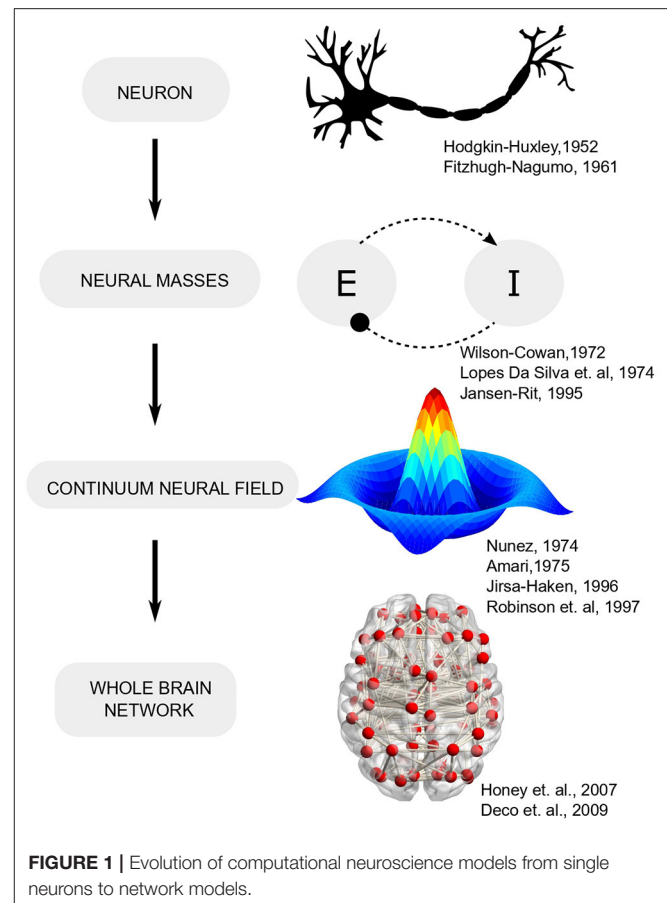 NEURON
Hodgkin-Huxley,1952
Fitzhugh-Nagumo, 1961
NEURAL MASSES
E
I
Wilson-Cowan,1972
Lopes Da Silva et. al, 1974
Jansen-Rit, 1995
CONTINUUM NEURAL FIELD
Nunez, 1974
Amari,1975
Jirsa-Haken, 1996
Robinson et. al, 1997
WHOLE BRAIN
NETWORK
Honey et. al., 2007
Deco et. al., 2009
FIGURE 1 | Evolution of computational neuroscience models from single
neurons to network models.